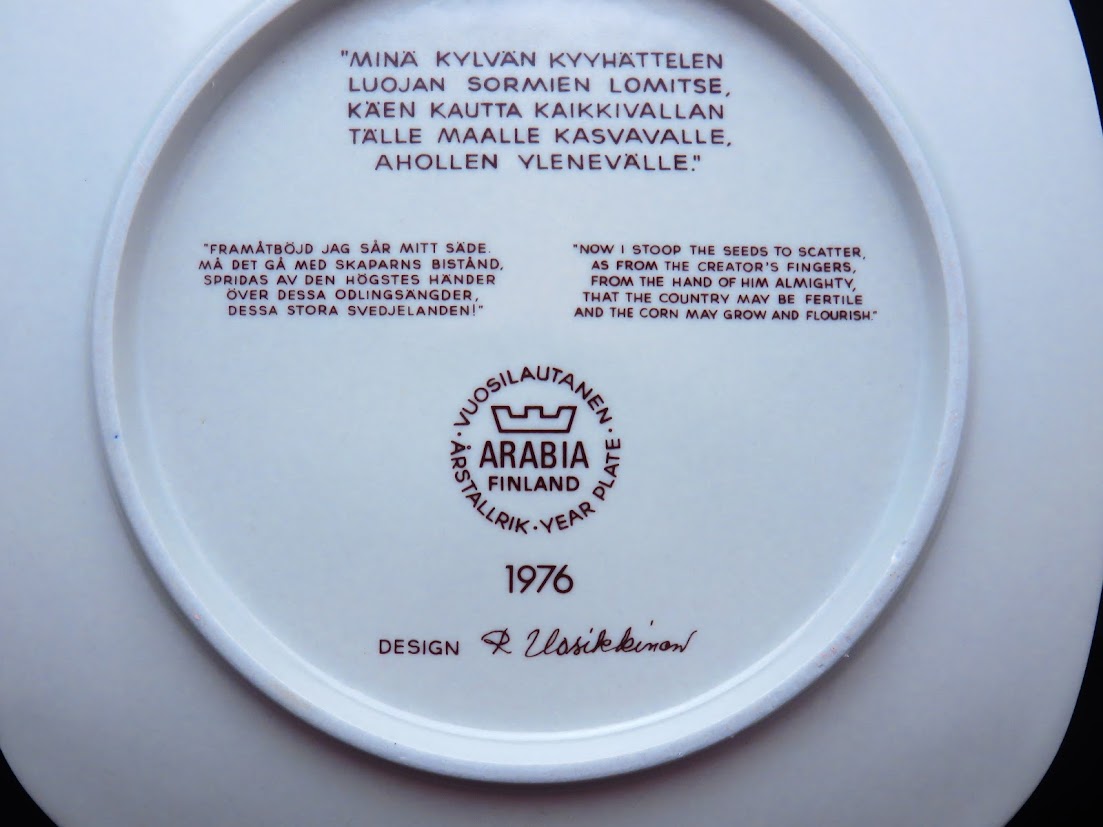 "MINÄ KYLVÄN KYYHÄTTELEN
LUOJAN SORMIEN LOMITSE,
KÄEN KAUTTA KAIKKIVALLAN
TÄLLE MAALLE KASVAVALLE,
AHOLLEN YLENEVÄLLE."
"FRAMÅTBÖJD JAG SÅR MITT SÄDE.
MÅ DET GÅ MED SKAPARNS BISTÅND,
SPRIDAS AV DEN HÖGSTES HÄNDER
ÖVER DESSA ODLINGSÄNGDER,
DESSA STORA SVEDJELANDEN!"
"NOW I STOOP THE SEEDS TO SCATTER,
AS FROM THE CREATOR'S FINGERS,
FROM THE HAND OF HIM ALMIGHTY,
THAT THE COUNTRY MAY BE FERTILE
AND THE CORN MAY GROW AND FLOURISH."
· VUOSILAUTANEN · YEAR PLATE · ÅRSTALLRIK
ARABIA
FINLAND
1976
DESIGN R Uosikkinen